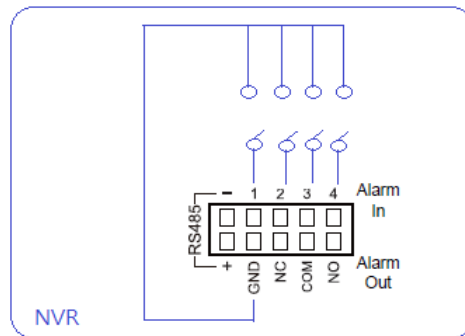 − 1 2 3 4 Alarm
In
RS485
+ GND NC COM NO Alarm
Out
NVR